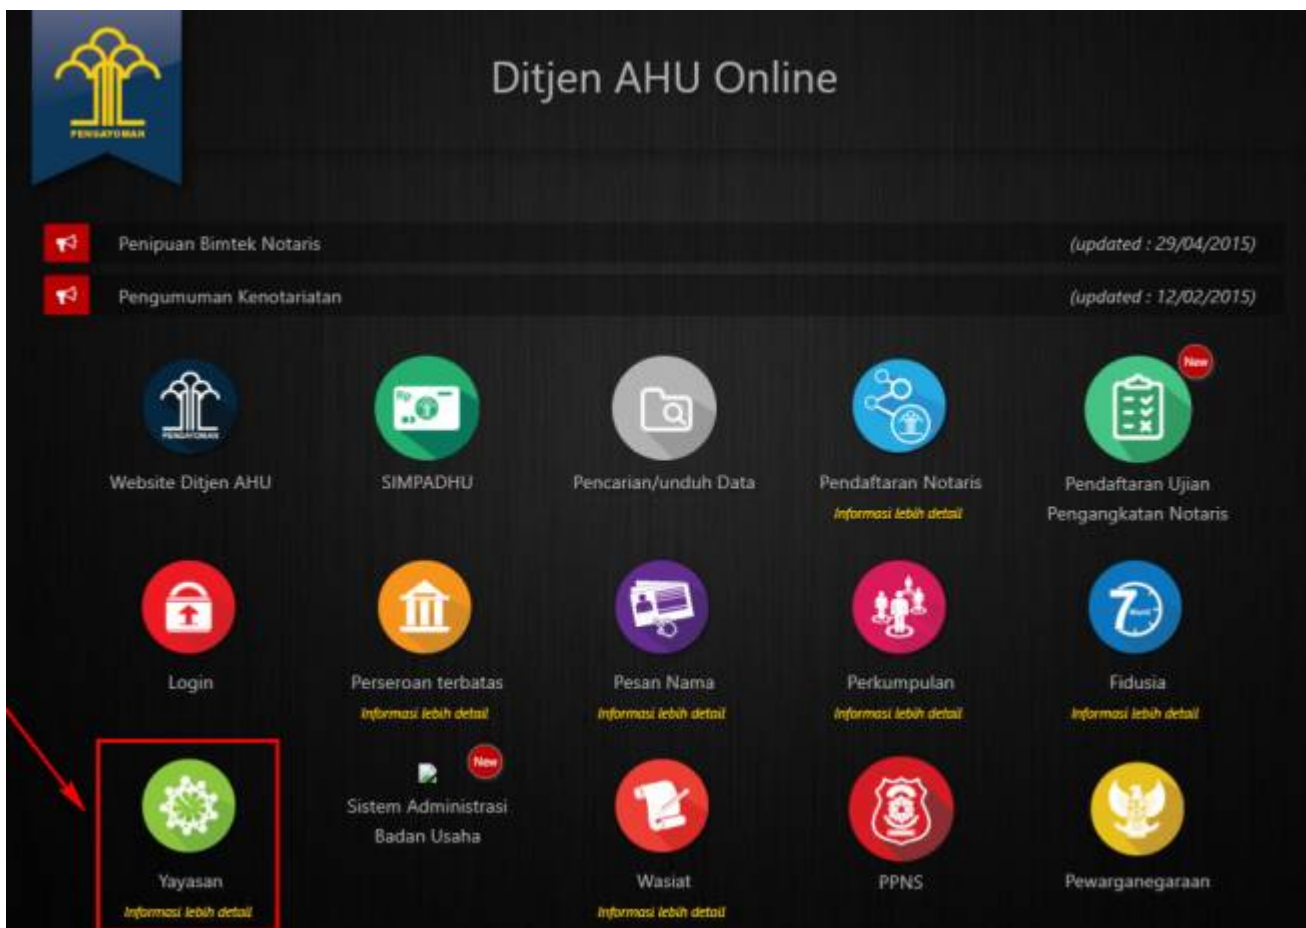 PENGAYOMAN
Ditjen AHU Online
Penipuan Bimtek Notaris (updated : 29/04/2015)
Pengumuman Kenotariatan (updated : 12/02/2015)
PENGAYOMAN
Rp
New
Website Ditjen AHU
SIMPADHU
Pencarian/unduh Data
Pendaftaran Notaris
Informasi lebih detail
Pendaftaran Ujian
Pengangkatan Notaris
7
Login
Perseroan terbatas
Informasi lebih detail
Pesan Nama
Informasi lebih detail
Perkumpulan
Informasi lebih detail
Fidusia
Informasi lebih detail
New
Yayasan
Informasi lebih detail
Sistem Administrasi
Badan Usaha
Wasiat
Informasi lebih detail
PPNS
Pewarganegaraan